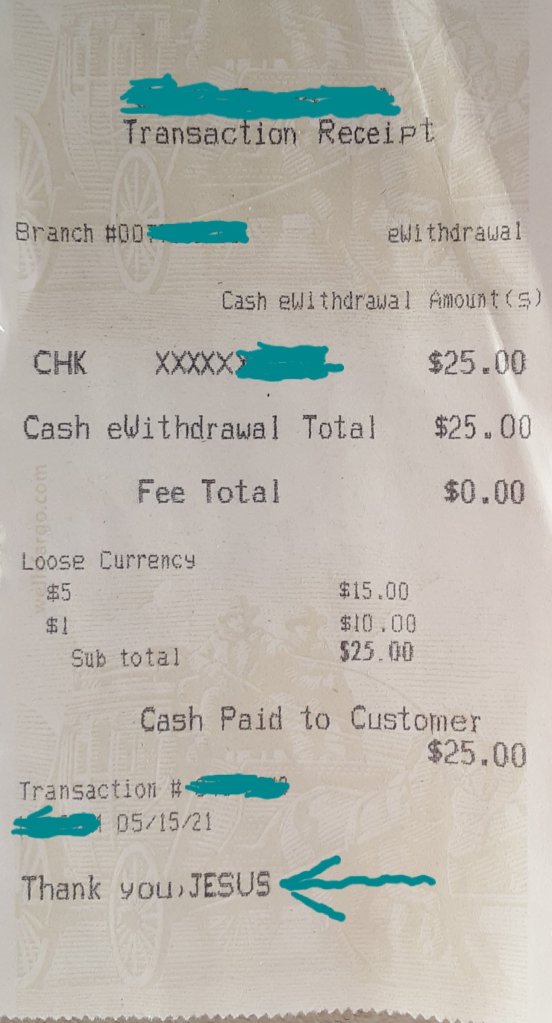 Transaction Receipt
Branch #00 eWithdrawal
Cash eWithdrawal Amount(s)
CHK XXXXX $25.00
Cash eWithdrawal Total $25.00
Fee Total $0.00
Loose Currency
$5 $15.00
$1 $10.00
Sub total $25.00
Cash Paid to Customer
$25.00
Transaction #
05/15/21
Thank you,JESUS